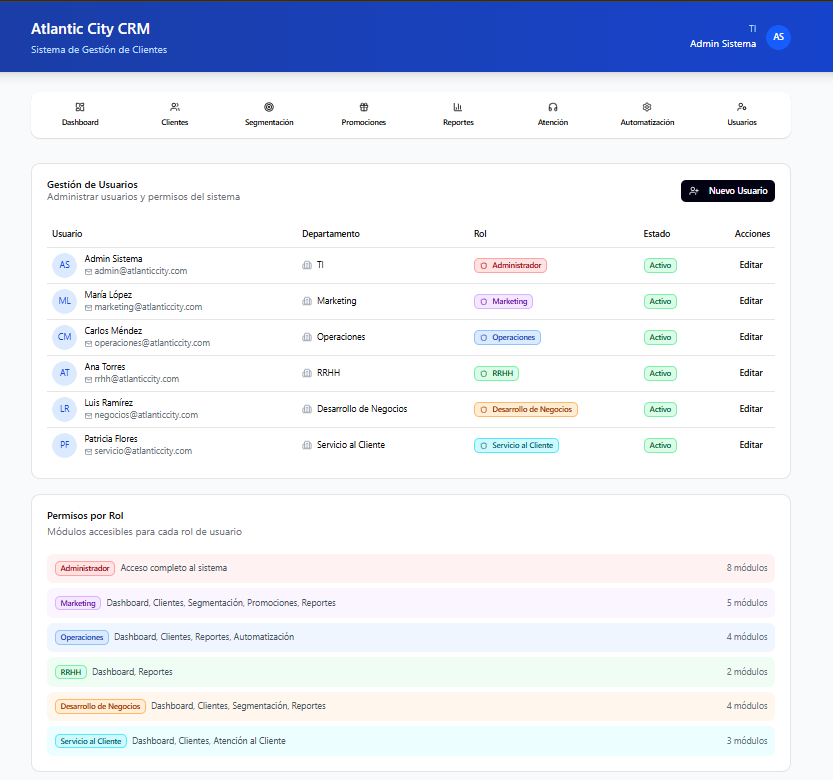 Atlantic City CRM
Sistema de Gestión de Clientes
TI
Admin Sistema
AS
Dashboard
Clientes
Segmentación
Promociones
Reportes
Atención
Automatización
Usuarios
Gestión de Usuarios
Administrar usuarios y permisos del sistema
Nuevo Usuario
Usuario Departamento Rol Estado Acciones
AS Admin Sistema
admin@atlanticcity.com
TI Administrador Activo Editar
ML María López
marketing@atlanticcity.com
Marketing Marketing Activo Editar
CM Carlos Méndez
operaciones@atlanticcity.com
Operaciones Operaciones Activo Editar
AT Ana Torres
rrhh@atlanticcity.com
RRHH RRHH Activo Editar
LR Luis Ramírez
negocios@atlanticcity.com
Desarrollo de Negocios Desarrollo de Negocios Activo Editar
PF Patricia Flores
servicio@atlanticcity.com
Servicio al Cliente Servicio al Cliente Activo Editar
Permisos por Rol
Módulos accesibles para cada rol de usuario
Administrador Acceso completo al sistema 8 módulos
Marketing Dashboard, Clientes, Segmentación, Promociones, Reportes 5 módulos
Operaciones Dashboard, Clientes, Reportes, Automatización 4 módulos
RRHH Dashboard, Reportes 2 módulos
Desarrollo de Negocios Dashboard, Clientes, Segmentación, Reportes 4 módulos
Servicio al Cliente Dashboard, Clientes, Atención al Cliente 3 módulos